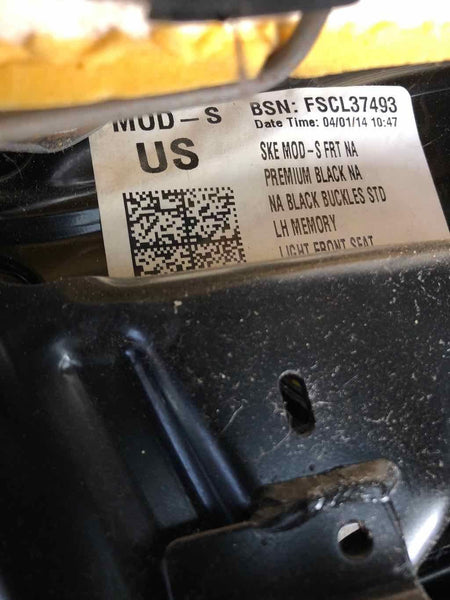 MOD-S
BSN: FSCL37493
Date Time: 04/01/14 10:47
US
SKE MOD-S FRT NA
PREMIUM BLACK NA
NA BLACK BUCKLES STD
LH MEMORY
LIGHT FRONT SEAT